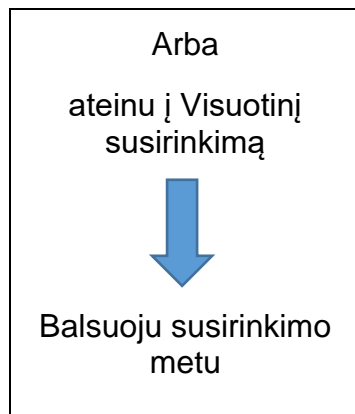 Arba
ateinu į Visuotinį
susirinkimą
Balsuoju susirinkimo
metu